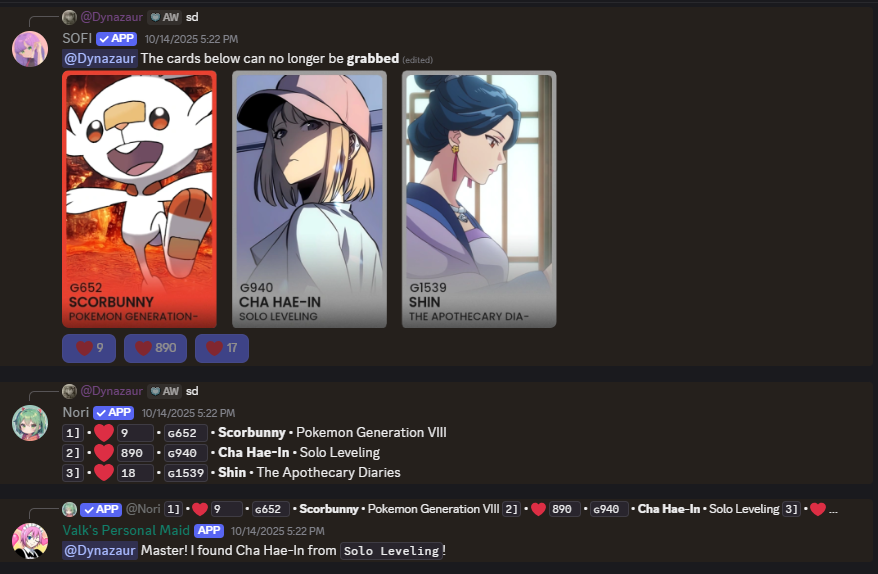 @Dynazaur AW sd
SOFI APP 10/14/2025 5:22 PM
@Dynazaur The cards below can no longer be grabbed (edited)
G652
SCORBUNNY
POKEMON GENERATION-
G940
CHA HAE-IN
SOLO LEVELING
G1539
SHIN
THE APOTHECARY DIA-
9
890
17
@Dynazaur AW sd
Nori APP 10/14/2025 5:22 PM
1] • 9 • G652 • Scorbunny • Pokemon Generation VIII
2] • 890 • G940 • Cha Hae-In • Solo Leveling
3] • 18 • G1539 • Shin • The Apothecary Diaries
APP @Nori 1] • 9 • G652 • Scorbunny • Pokemon Generation VIII 2] • 890 • G940 • Cha Hae-In • Solo Leveling 3] • ...
Valk's Personal Maid APP 10/14/2025 5:22 PM
@Dynazaur Master! I found Cha Hae-In from Solo Leveling!